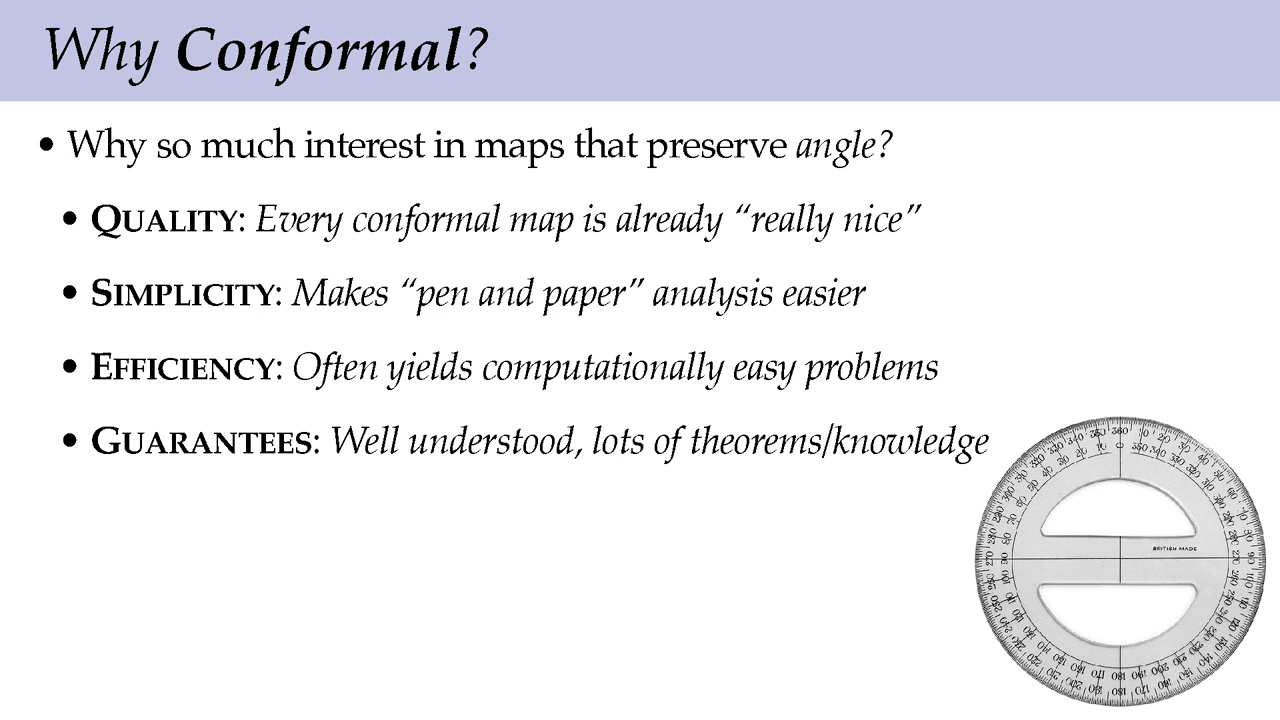 Why Conformal?
• Why so much interest in maps that preserve angle?
• QUALITY: Every conformal map is already “really nice”
• SIMPLICITY: Makes “pen and paper” analysis easier
• EFFICIENCY: Often yields computationally easy problems
• GUARANTEES: Well understood, lots of theorems/knowledge
BRITISH MADE